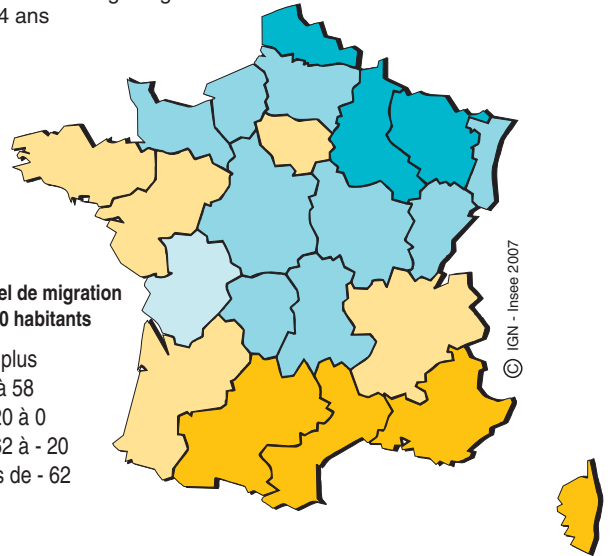 4 ans
el de migration
0 habitants
plus
à 58
20 à 0
62 à - 20
s de - 62
© IGN - Insee 2007